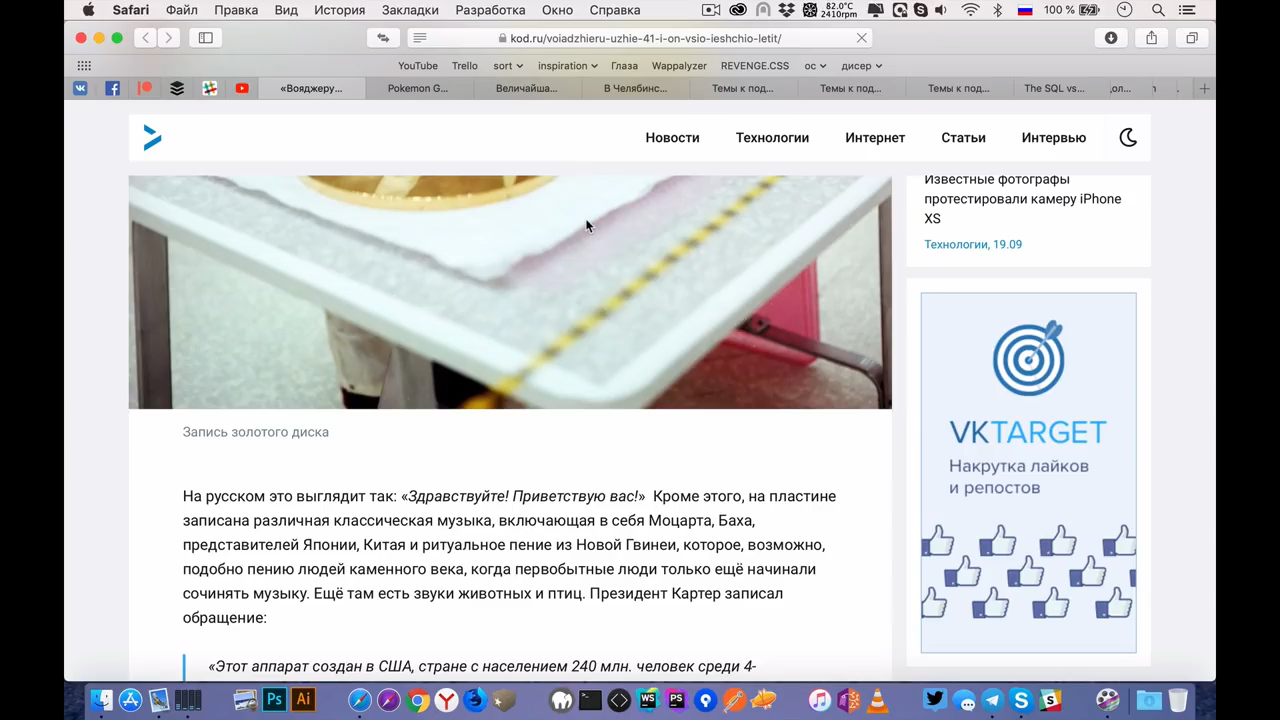 Safari Файл Правка Вид История Закладки Разработка Окно Справка 82.0°C 2410rpm 100 %
kod.ru/voiadzhieru-uzhie-41-i-on-vsio-ieshchio-letit/
YouTube Trello sort inspiration Глаза Wappalyzer REVENGE.CSS ос дисер
«Вояджеру... Pokemon G... Величайша... В Челябинс... Темы к под... Темы к под... Темы к под... The SQL vs...
Новости Технологии Интернет Статьи Интервью
Известные фотографы
протестировали камеру iPhone
XS
Технологии, 19.09
VKTARGET
Накрутка лайков
и репостов
Запись золотого диска
На русском это выглядит так: «Здравствуйте! Приветствую вас!» Кроме этого, на пластине
записана различная классическая музыка, включающая в себя Моцарта, Баха,
представителей Японии, Китая и ритуальное пение из Новой Гвинеи, которое, возможно,
подобно пению людей каменного века, когда первобытные люди только ещё начинали
сочинять музыку. Ещё там есть звуки животных и птиц. Президент Картер записал
обращение:
«Этот аппарат создан в США, стране с населением 240 млн. человек среди 4-
Ps Ai WS PS